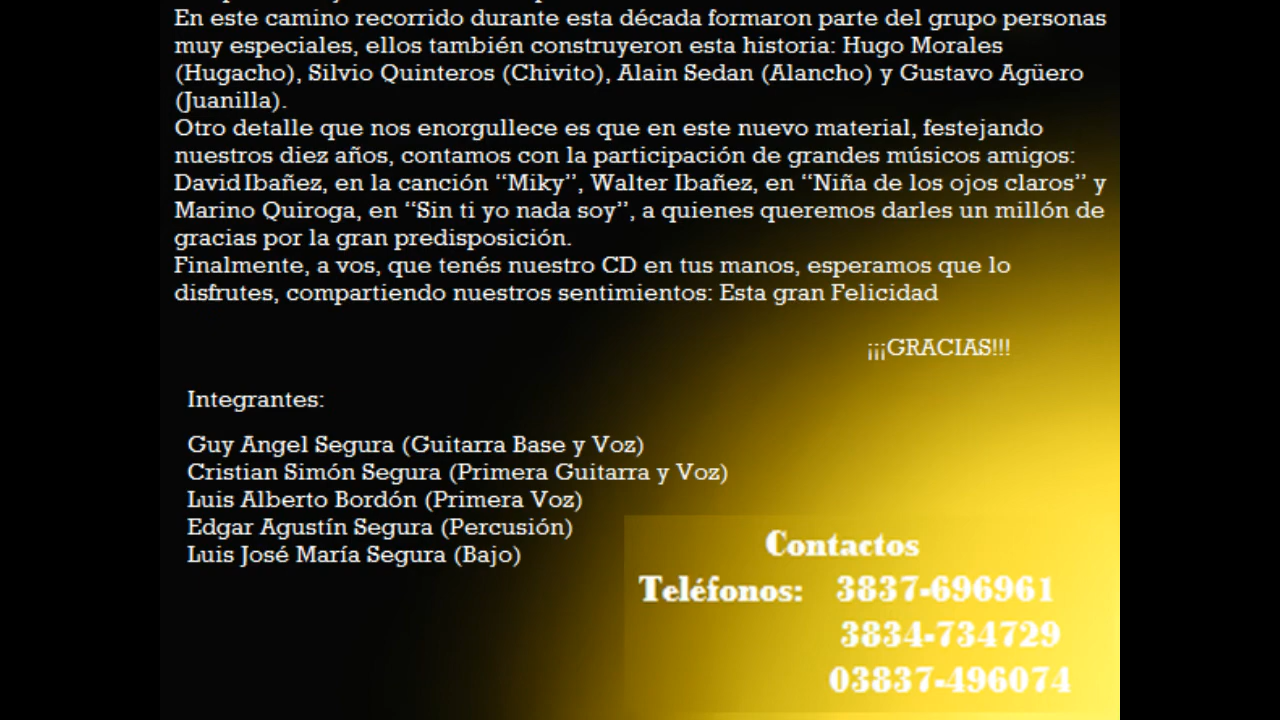 En este camino recorrido durante esta década formaron parte del grupo personas
muy especiales, ellos también construyeron esta historia: Hugo Morales
(Hugacho), Silvio Quinteros (Chivito), Alain Sedan (Alancho) y Gustavo Agüero
(Juanilla).
Otro detalle que nos enorgullece es que en este nuevo material, festejando
nuestros diez años, contamos con la participación de grandes músicos amigos:
David Ibañez, en la canción “Miky”, Walter Ibañez, en “Niña de los ojos claros” y
Marino Quiroga, en “Sin ti yo nada soy”, a quienes queremos darles un millón de
gracias por la gran predisposición.
Finalmente, a vos, que tenés nuestro CD en tus manos, esperamos que lo
disfrutes, compartiendo nuestros sentimientos: Esta gran Felicidad
¡¡¡GRACIAS!!!
Integrantes:
Guy Angel Segura (Guitarra Base y Voz)
Cristian Simón Segura (Primera Guitarra y Voz)
Luis Alberto Bordón (Primera Voz)
Edgar Agustín Segura (Percusión)
Luis José María Segura (Bajo)
Contactos
Teléfonos: 3837-696961
3834-734729
03837-496074